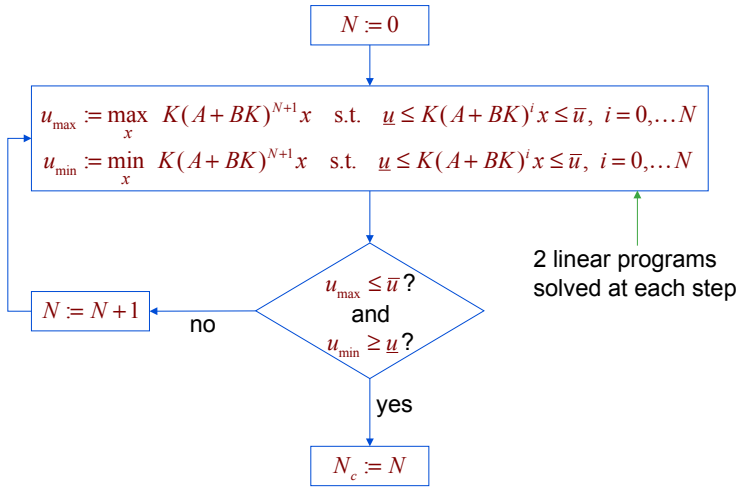 N := 0
u_max := max_x K(A + BK)^{N+1} x s.t. u̲ ≤ K(A + BK)^i x ≤ u̅, i = 0,…N
u_min := min_x K(A + BK)^{N+1} x s.t. u̲ ≤ K(A + BK)^i x ≤ u̅, i = 0,…N
2 linear programs
solved at each step
u_max ≤ u̅ ?
and
u_min ≥ u̲ ?
no
N := N + 1
yes
N_c := N